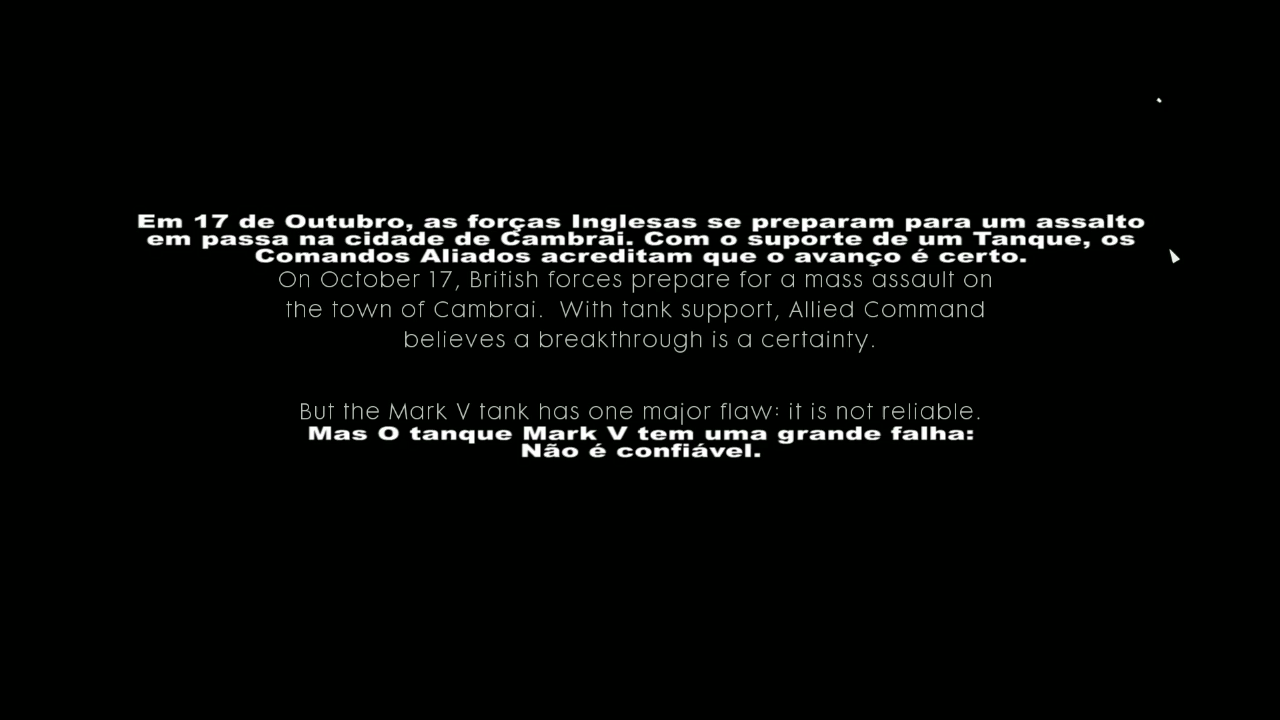 Em 17 de Outubro, as forças Inglesas se preparam para um assalto
em passa na cidade de Cambrai. Com o suporte de um Tanque, os
Comandos Aliados acreditam que o avanço é certo.
On October 17, British forces prepare for a mass assault on
the town of Cambrai.  With tank support, Allied Command
believes a breakthrough is a certainty.
But the Mark V tank has one major flaw: it is not reliable.
Mas O tanque Mark V tem uma grande falha:
Não é confiável.